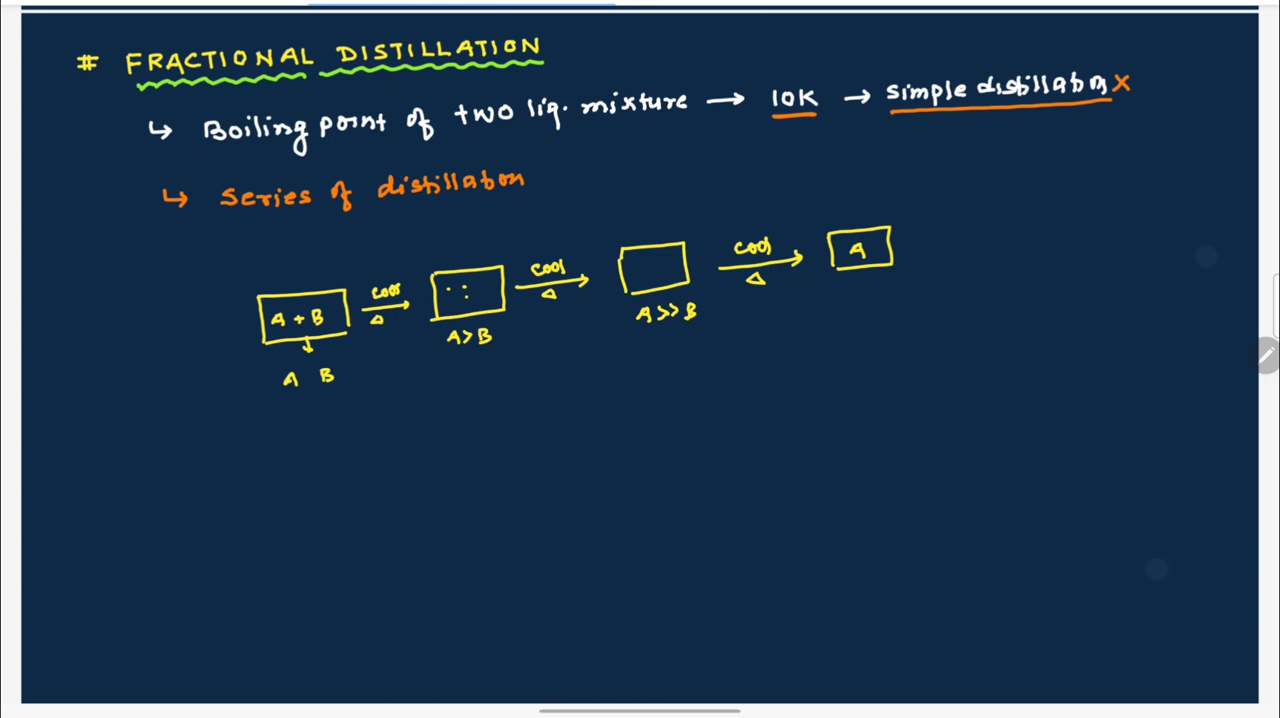 # FRACTIONAL DISTILLATION
↳ Boiling point of two liq. mixture → 10K → simple distillation X
↳ Series of distillation
A + B cool Δ → A > B cool Δ → A >> B cool Δ → A
A B